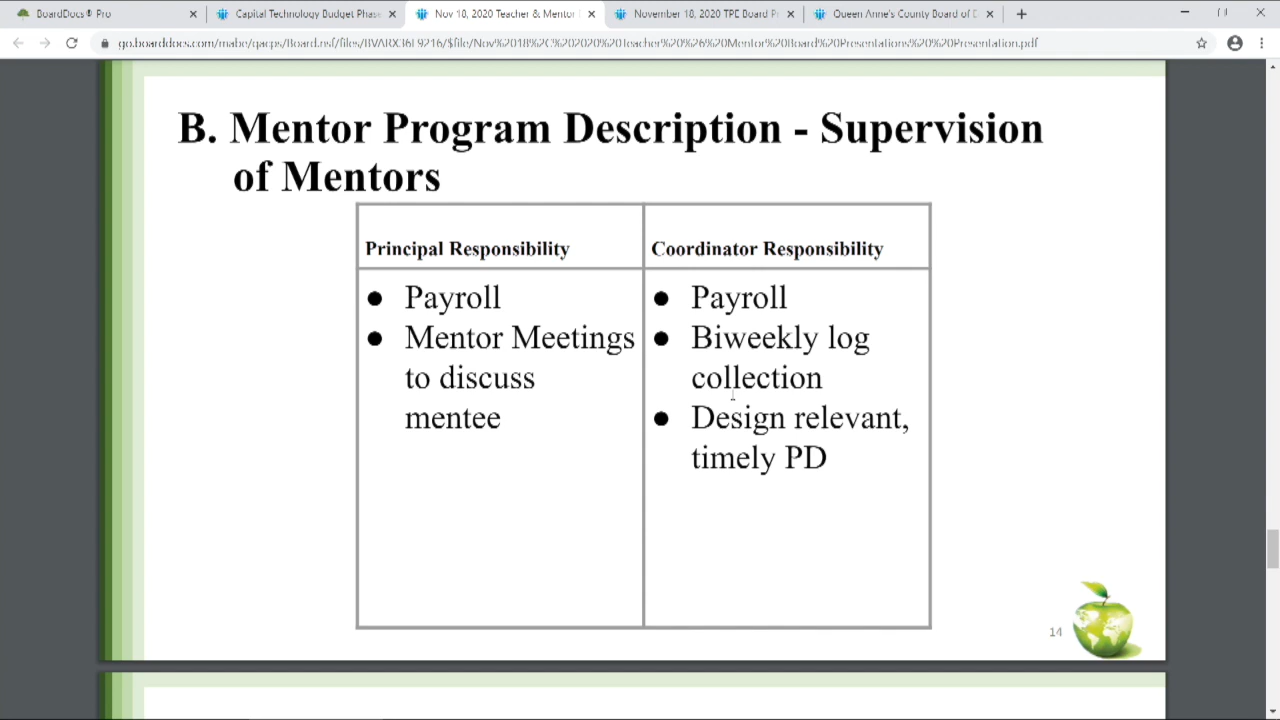 BoardDocs® Pro
Capital Technology Budget Phase
Nov 18, 2020 Teacher & Mentor
November 18, 2020 TPE Board P
Queen Anne's County Board of
B. Mentor Program Description - Supervision
of Mentors
Principal Responsibility
Coordinator Responsibility
● Payroll
● Mentor Meetings
to discuss
mentee
● Payroll
● Biweekly log
collection
● Design relevant,
timely PD
14